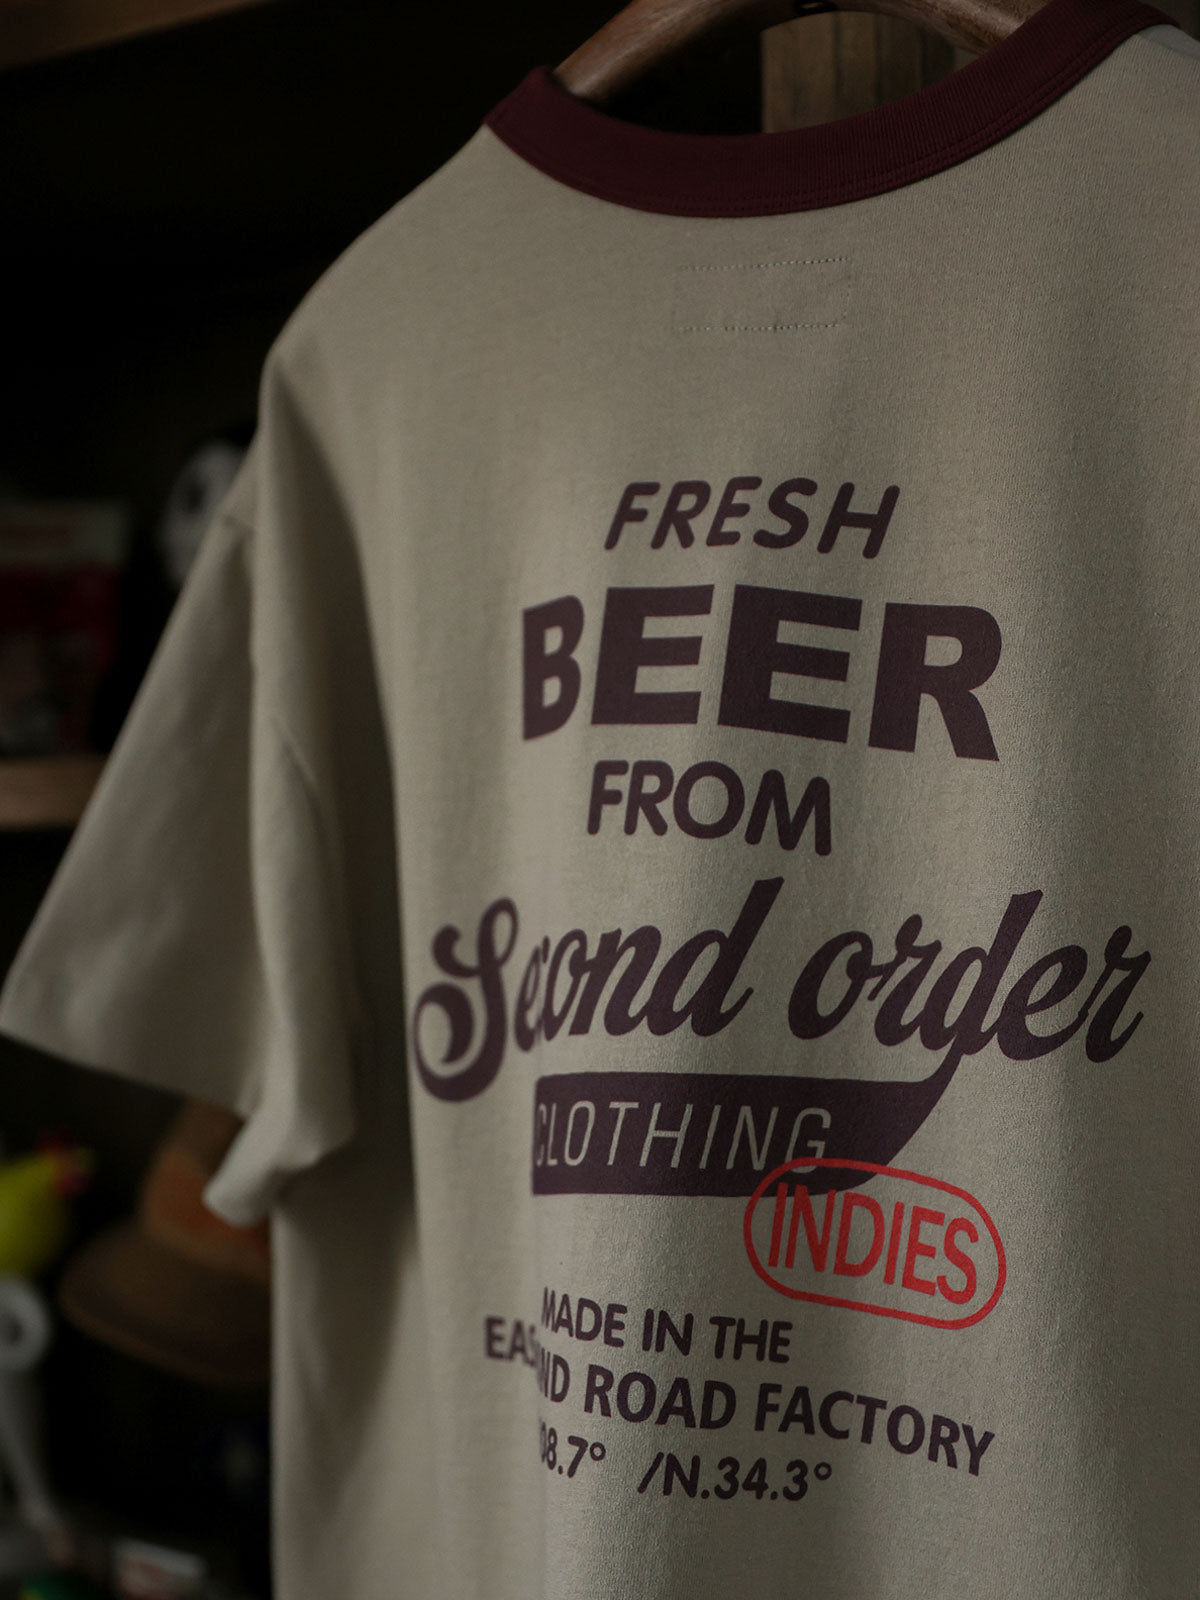 FRESH
BEER
FROM
Second order
CLOTHING
INDIES
MADE IN THE
ROAD FACTORY
/N.34.3°